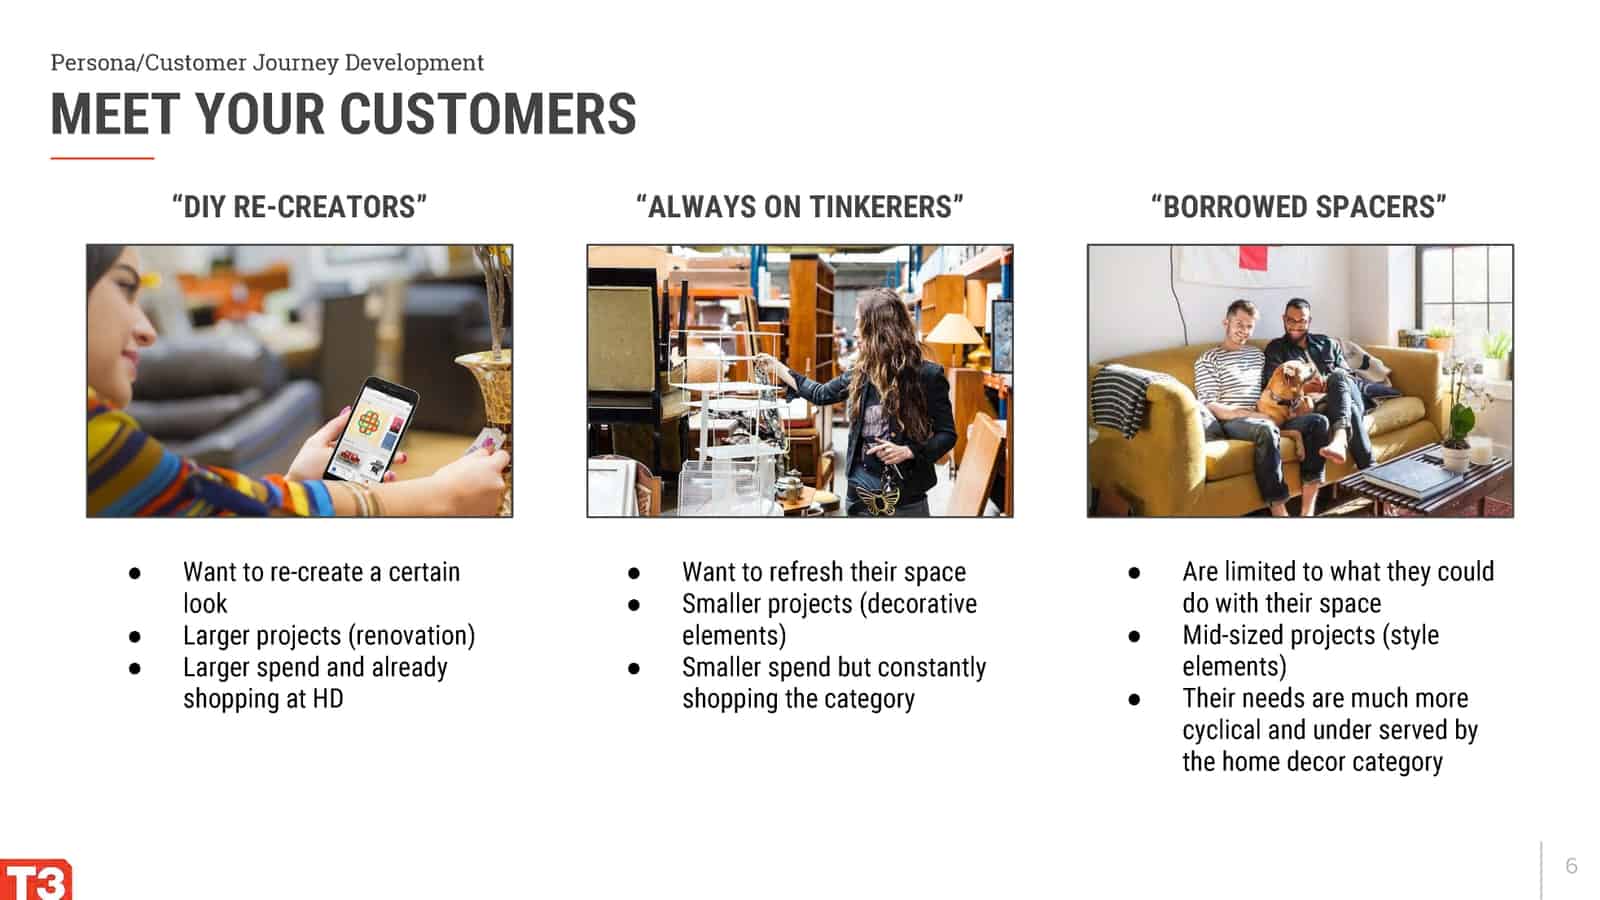 Persona/Customer Journey Development
MEET YOUR CUSTOMERS
“DIY RE-CREATORS”
● Want to re-create a certain
look
● Larger projects (renovation)
● Larger spend and already
shopping at HD
“ALWAYS ON TINKERERS”
● Want to refresh their space
● Smaller projects (decorative
elements)
● Smaller spend but constantly
shopping the category
“BORROWED SPACERS”
● Are limited to what they could
do with their space
● Mid-sized projects (style
elements)
● Their needs are much more
cyclical and under served by
the home decor category
T3
6